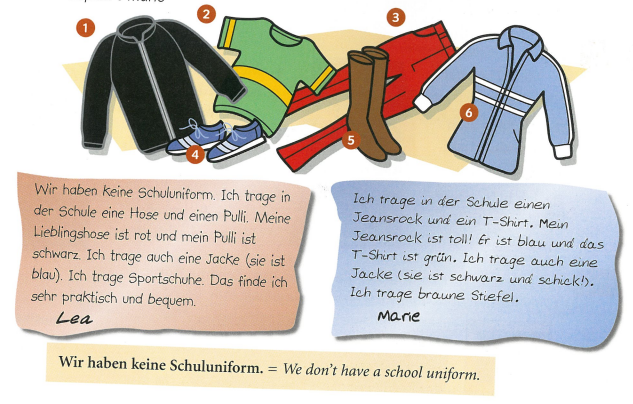 1
2
3
4
5
6
Wir haben keine Schuluniform. Ich trage in
der Schule eine Hose und einen Pulli. Meine
Lieblingshose ist rot und mein Pulli ist
schwarz. Ich trage auch eine Jacke (sie ist
blau). Ich trage Sportschuhe. Das finde ich
sehr praktisch und bequem.
Lea
Ich trage in der Schule einen
Jeansrock und ein T-Shirt. Mein
Jeansrock ist toll! Er ist blau und das
T-Shirt ist grün. Ich trage auch eine
Jacke (sie ist schwarz und schick!).
Ich trage braune Stiefel.
Marie
Wir haben keine Schuluniform. = We don't have a school uniform.